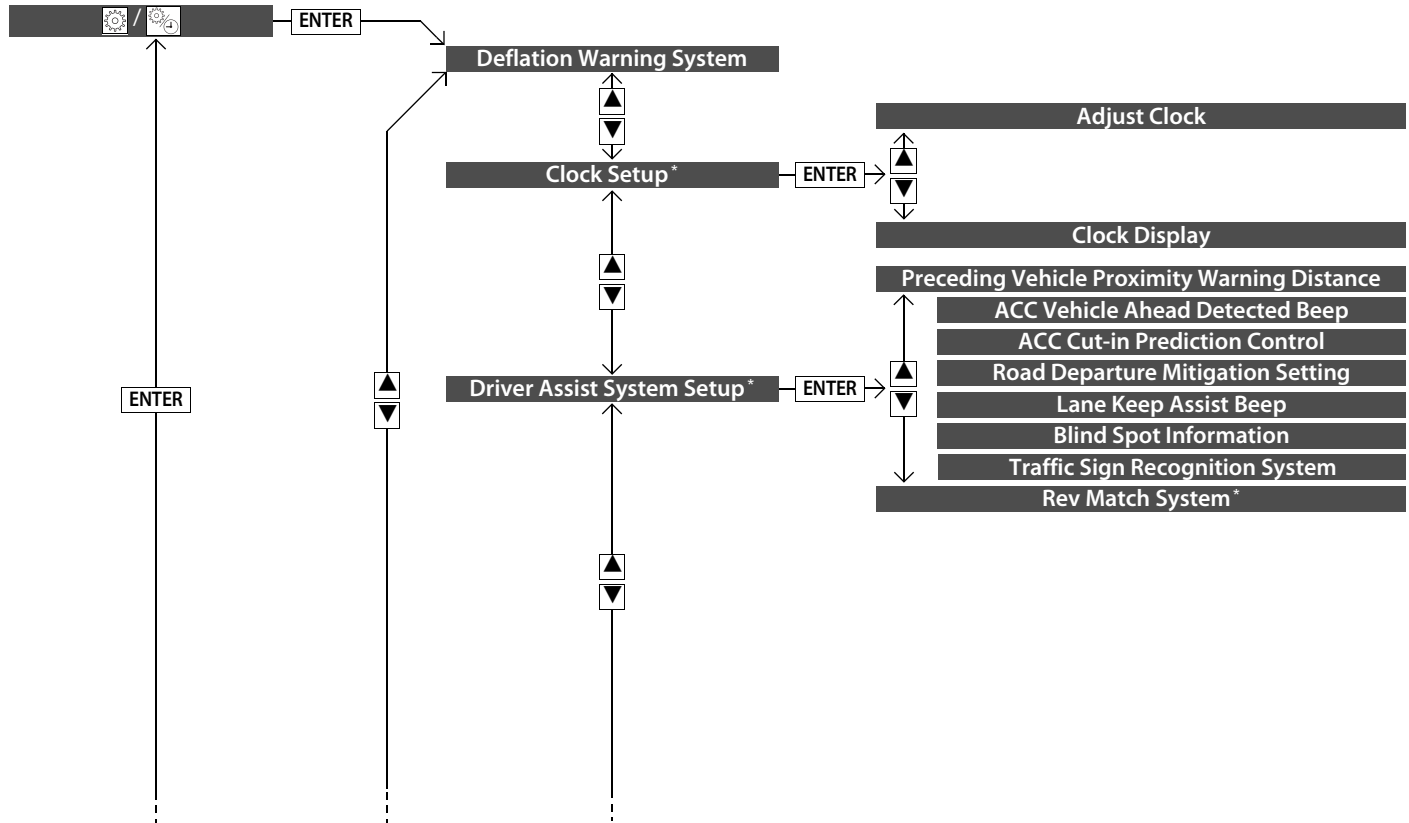 /
ENTER
Deflation Warning System
Adjust Clock
Clock Setup*
ENTER
Clock Display
Preceding Vehicle Proximity Warning Distance
ACC Vehicle Ahead Detected Beep
ACC Cut-in Prediction Control
Road Departure Mitigation Setting
Driver Assist System Setup*
ENTER
ENTER
Lane Keep Assist Beep
Blind Spot Information
Traffic Sign Recognition System
Rev Match System*